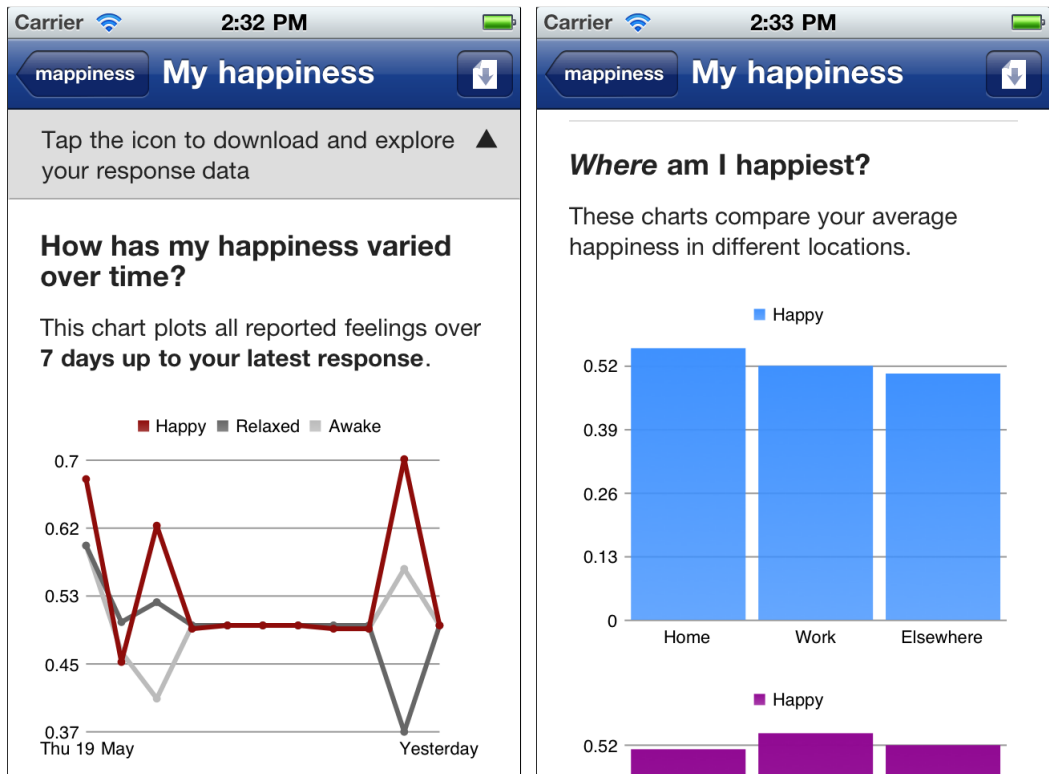 Carrier 2:32 PM
mappiness My happiness
Tap the icon to download and explore
your response data
How has my happiness varied
over time?
This chart plots all reported feelings over
7 days up to your latest response.
Happy Relaxed Awake
0.7
0.62
0.53
0.45
0.37
Thu 19 May Yesterday
Carrier 2:33 PM
mappiness My happiness
Where am I happiest?
These charts compare your average
happiness in different locations.
Happy
0.52
0.39
0.26
0.13
0
Home Work Elsewhere
Happy
0.52